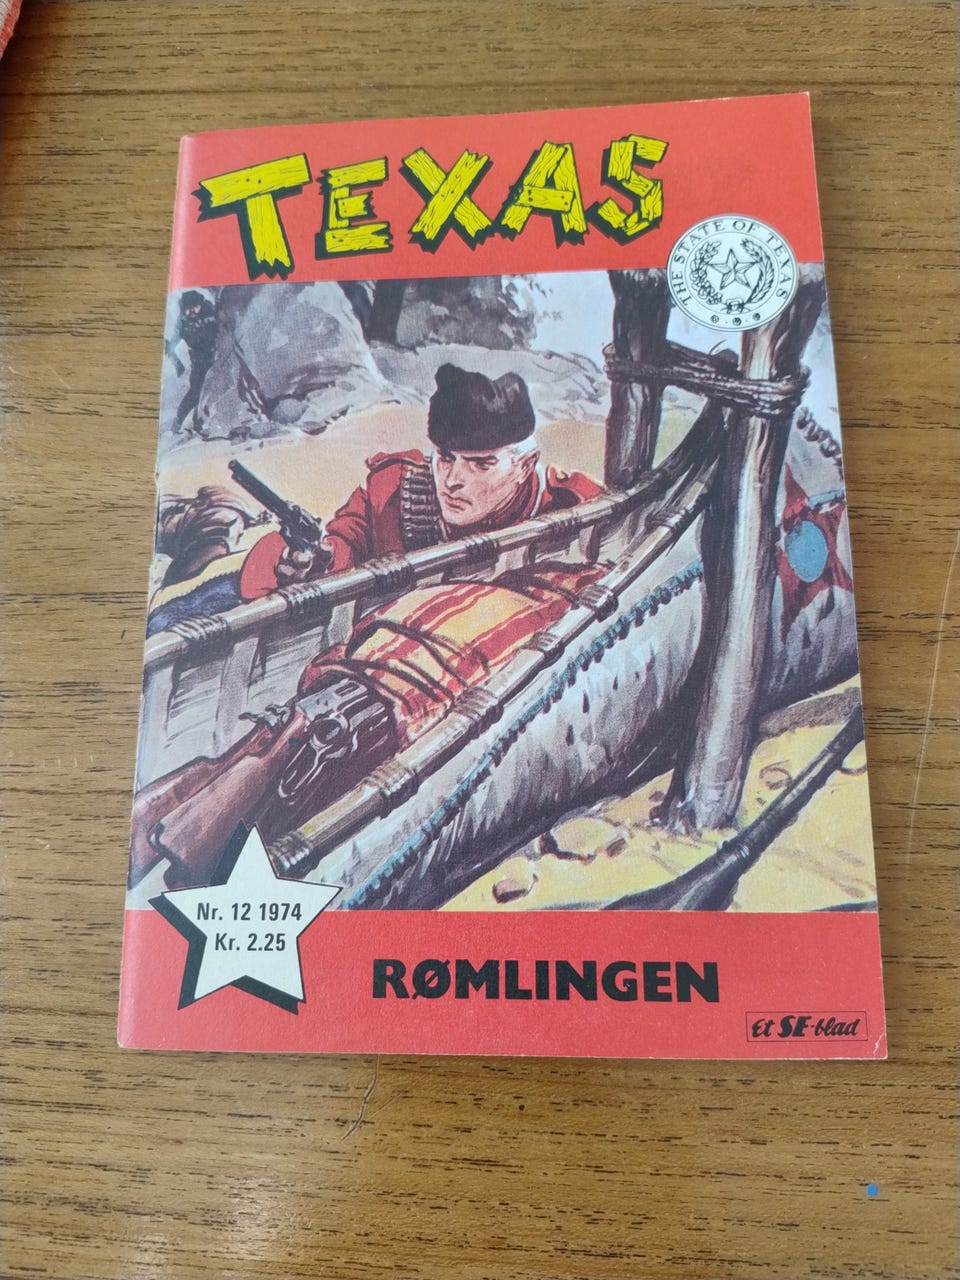 TEXAS
THE STATE OF TEXAS
Nr. 12 1974
Kr. 2.25
RØMLINGEN
Et SE-blad